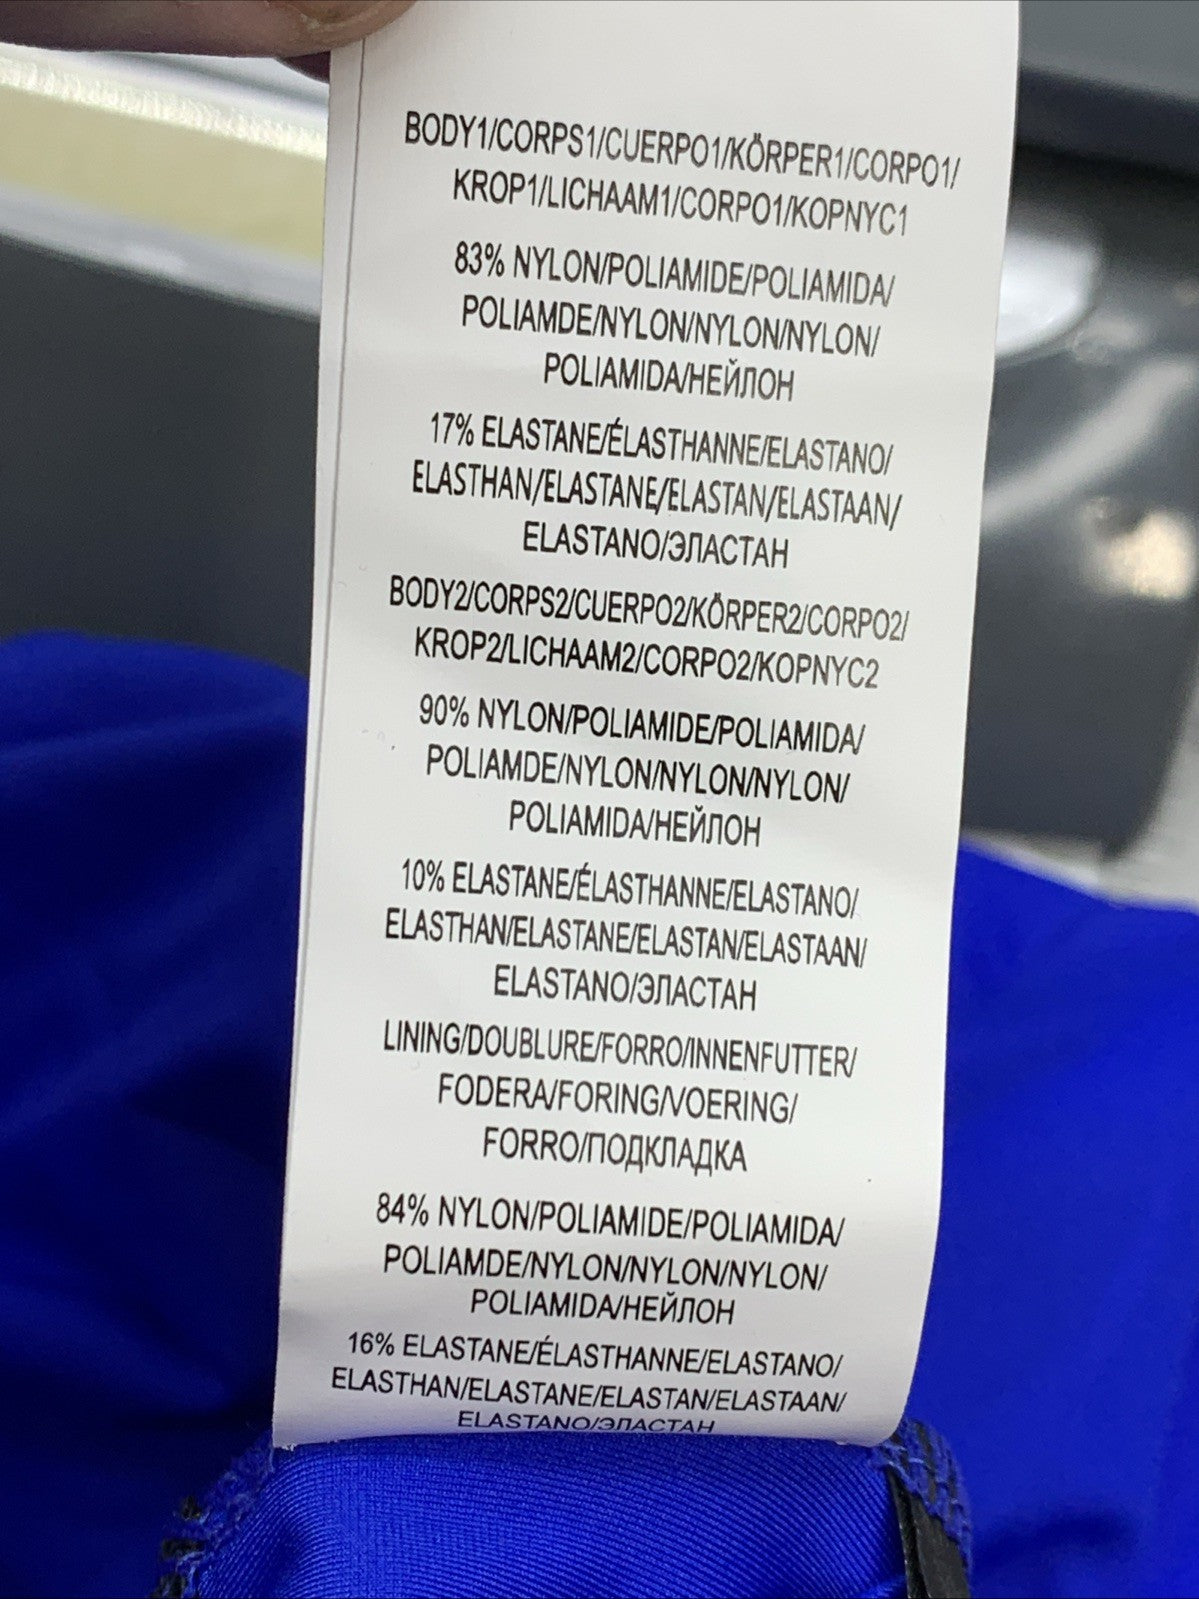 BODY1/CORPS1/CUERPO1/KÖRPER1/CORPO1/
KROP1/LICHAAM1/CORPO1/KOPNYC1
83% NYLON/POLIAMIDE/POLIAMIDA/
POLIAMDE/NYLON/NYLON/NYLON/
POLIAMIDA/НЕЙЛОН
17% ELASTANE/ÉLASTHANNE/ELASTANO/
ELASTHAN/ELASTANE/ELASTAN/ELASTAAN/
ELASTANO/ЭЛАСТАН
BODY2/CORPS2/CUERPO2/KÖRPER2/CORPO2/
KROP2/LICHAAM2/CORPO2/KOPNYC2
90% NYLON/POLIAMIDE/POLIAMIDA/
POLIAMDE/NYLON/NYLON/NYLON/
POLIAMIDA/НЕЙЛОН
10% ELASTANE/ÉLASTHANNE/ELASTANO/
ELASTHAN/ELASTANE/ELASTAN/ELASTAAN/
ELASTANO/ЭЛАСТАН
LINING/DOUBLURE/FORRO/INNENFUTTER/
FODERA/FORING/VOERING/
FORRO/ПОДКЛАДКА
84% NYLON/POLIAMIDE/POLIAMIDA/
POLIAMDE/NYLON/NYLON/NYLON/
POLIAMIDA/НЕЙЛОН
16% ELASTANE/ÉLASTHANNE/ELASTANO/
ELASTHAN/ELASTANE/ELASTAN/ELASTAAN/
ELASTANO/ЭЛАСТАН